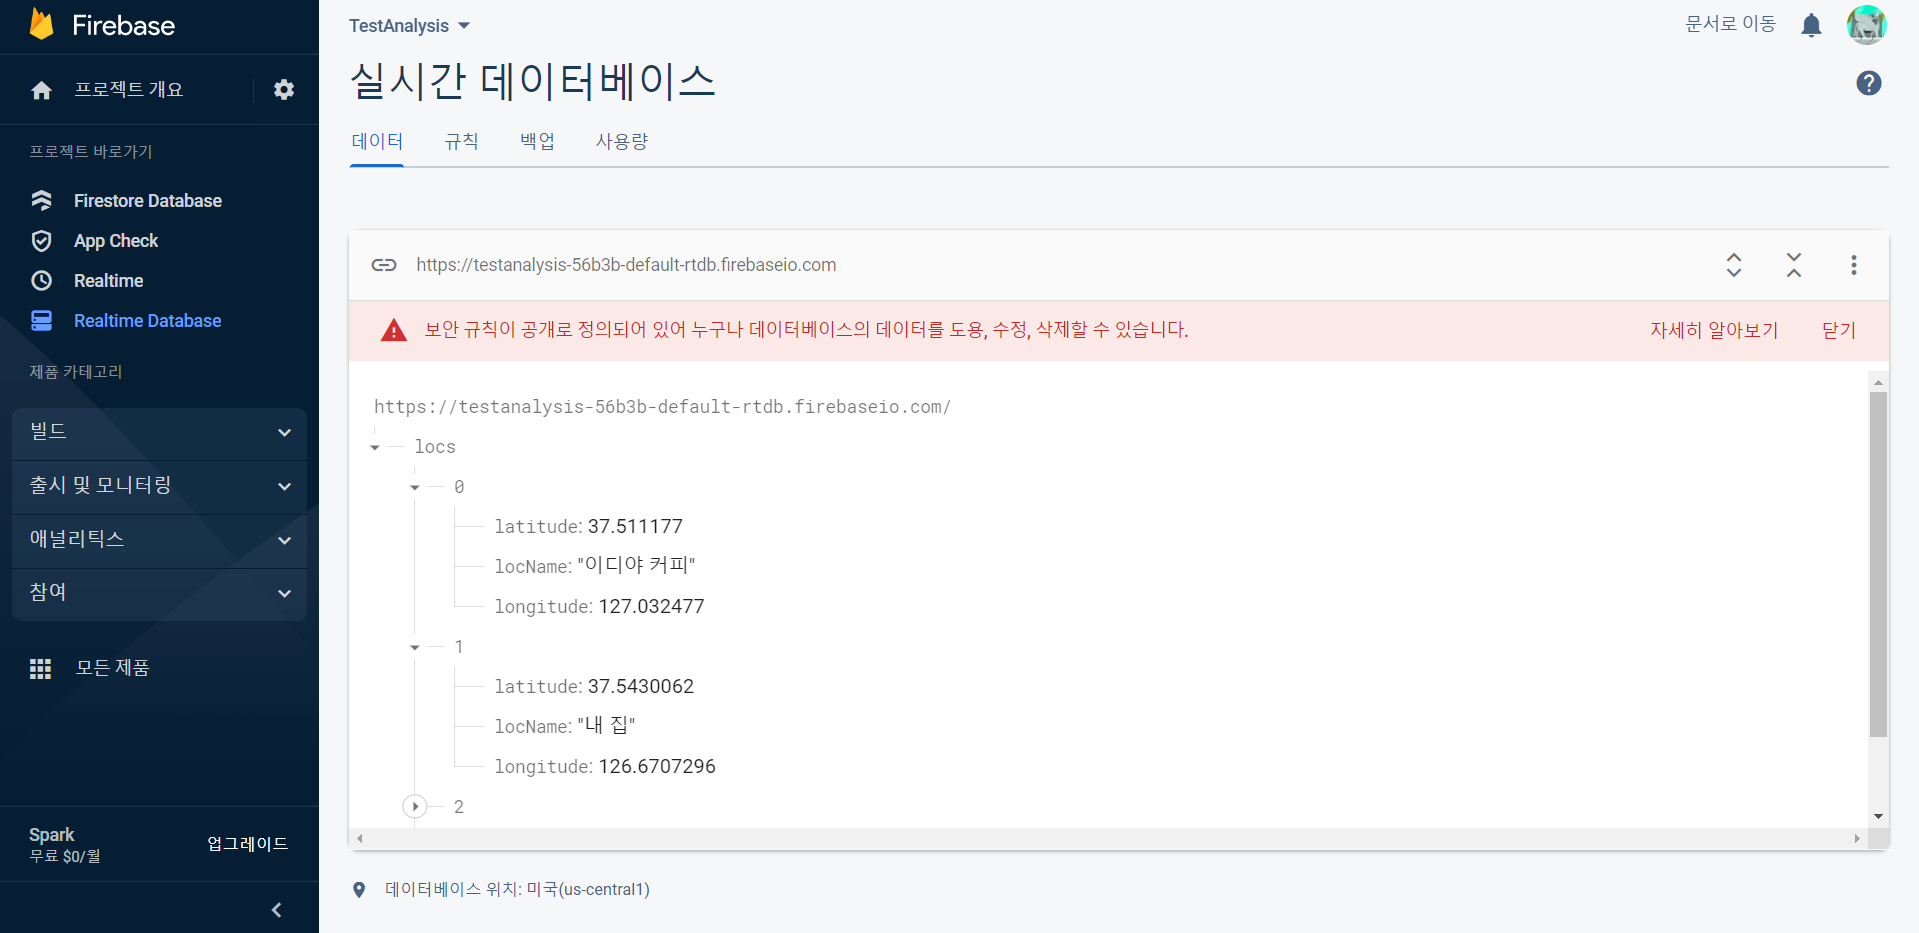 Firebase
프로젝트 개요
프로젝트 바로가기
Firestore Database
App Check
Realtime
Realtime Database
제품 카테고리
빌드
출시 및 모니터링
애널리틱스
참여
모든 제품
Spark
무료 $0/월
업그레이드
TestAnalysis
문서로 이동
실시간 데이터베이스
데이터 규칙 백업 사용량
https://testanalysis-56b3b-default-rtdb.firebaseio.com
보안 규칙이 공개로 정의되어 있어 누구나 데이터베이스의 데이터를 도용, 수정, 삭제할 수 있습니다. 자세히 알아보기 닫기
https://testanalysis-56b3b-default-rtdb.firebaseio.com/
locs
0
latitude: 37.511177
locName: "이디야 커피"
longitude: 127.032477
1
latitude: 37.5430062
locName: "내 집"
longitude: 126.6707296
2
데이터베이스 위치: 미국(us-central1)